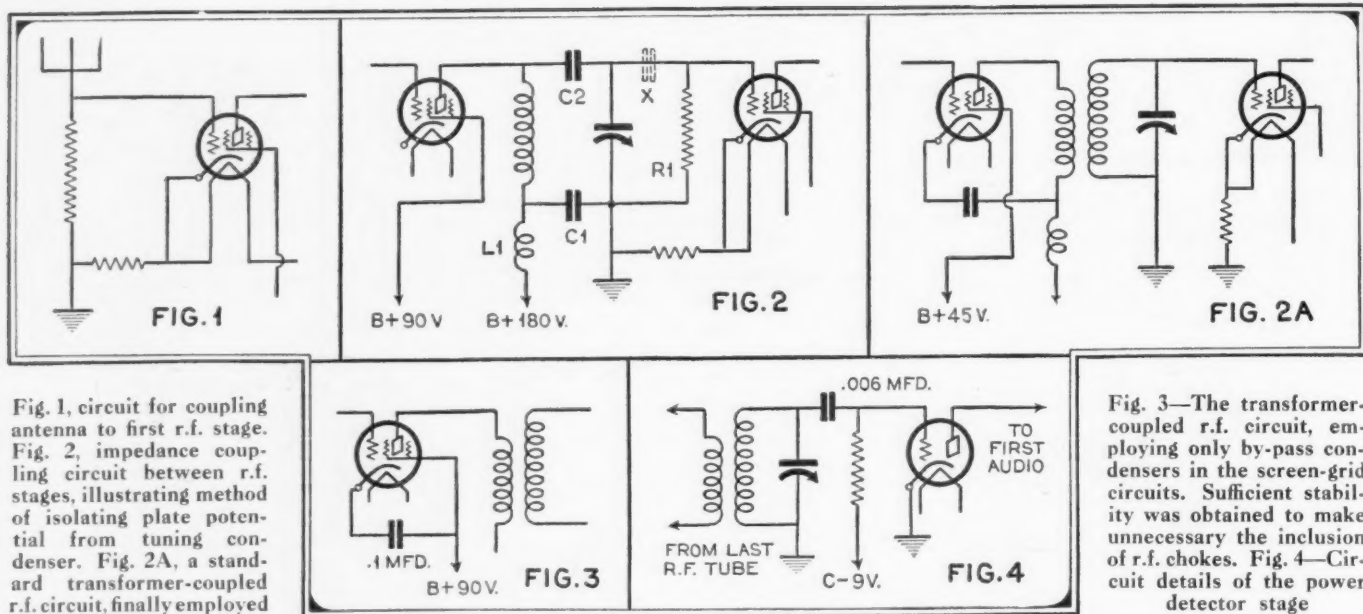 FIG. 1
C2
X
R1
C1
L1
B+90 V
B+180 V.
FIG. 2
B+45 V.
FIG. 2A
.1 MFD.
B+90 V.
FIG. 3
.006 MFD.
TO
FIRST
AUDIO
FROM LAST
R.F. TUBE
C-9V.
FIG. 4
Fig. 1, circuit for coupling
antenna to first r.f. stage.
Fig. 2, impedance coup-
ling circuit between r.f.
stages, illustrating method
of isolating plate poten-
tial from tuning con-
denser. Fig. 2A, a stand-
ard transformer-coupled
r.f. circuit, finally employed
Fig. 3—The transformer-
coupled r.f. circuit, em-
ploying only by-pass con-
densers in the screen-grid
circuits. Sufficient stabil-
ity was obtained to make
unnecessary the inclusion
of r.f. chokes. Fig. 4—Cir-
cuit details of the power
detector stage